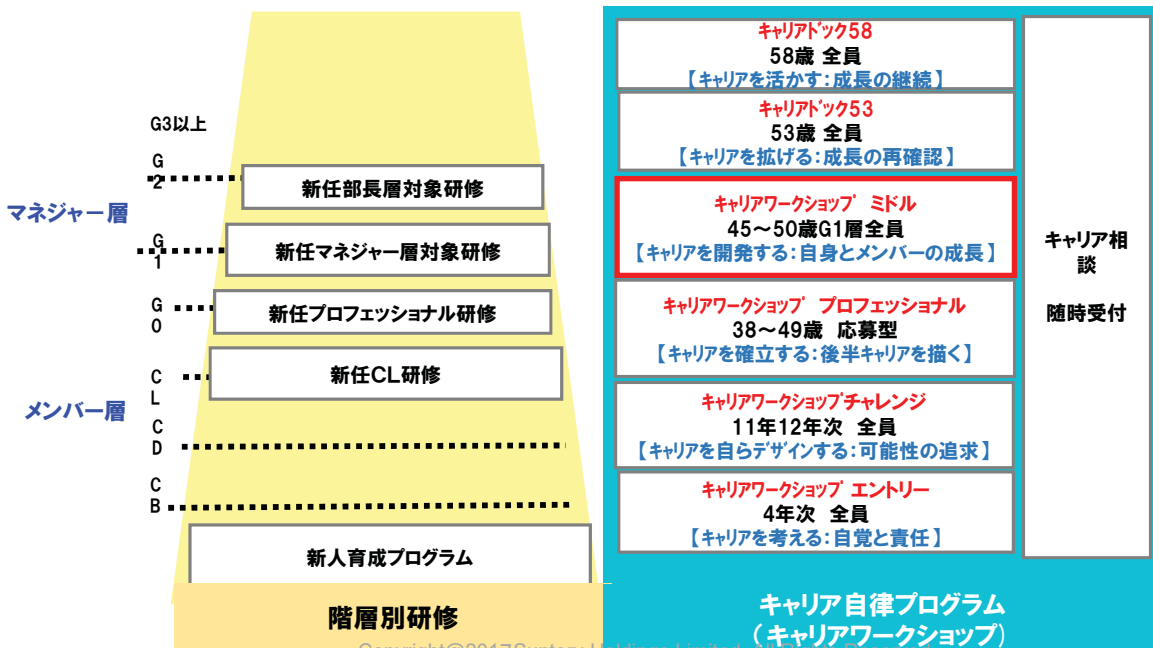 G3以上
G
2
マネジャー層
G
1
G
0
C
L
メンバー層
C
D
C
B
新任部長層対象研修
新任マネジャー層対象研修
新任プロフェッショナル研修
新任CL研修
新人育成プログラム
階層別研修
キャリアドック58
58歳 全員
【キャリアを活かす:成長の継続】
キャリアドック53
53歳 全員
【キャリアを拡げる:成長の再確認】
キャリアワークショップ ミドル
45～50歳G1層全員
【キャリアを開発する:自身とメンバーの成長】
キャリアワークショップ プロフェッショナル
38～49歳 応募型
【キャリアを確立する:後半キャリアを描く】
キャリアワークショップチャレンジ
11年12年次 全員
【キャリアを自らデザインする:可能性の追求】
キャリアワークショップ エントリー
4年次 全員
【キャリアを考える:自覚と責任】
キャリア相
談
随時受付
キャリア自律プログラム
(キャリアワークショップ)
Copyright©2017 Suntory Holdings Limited.